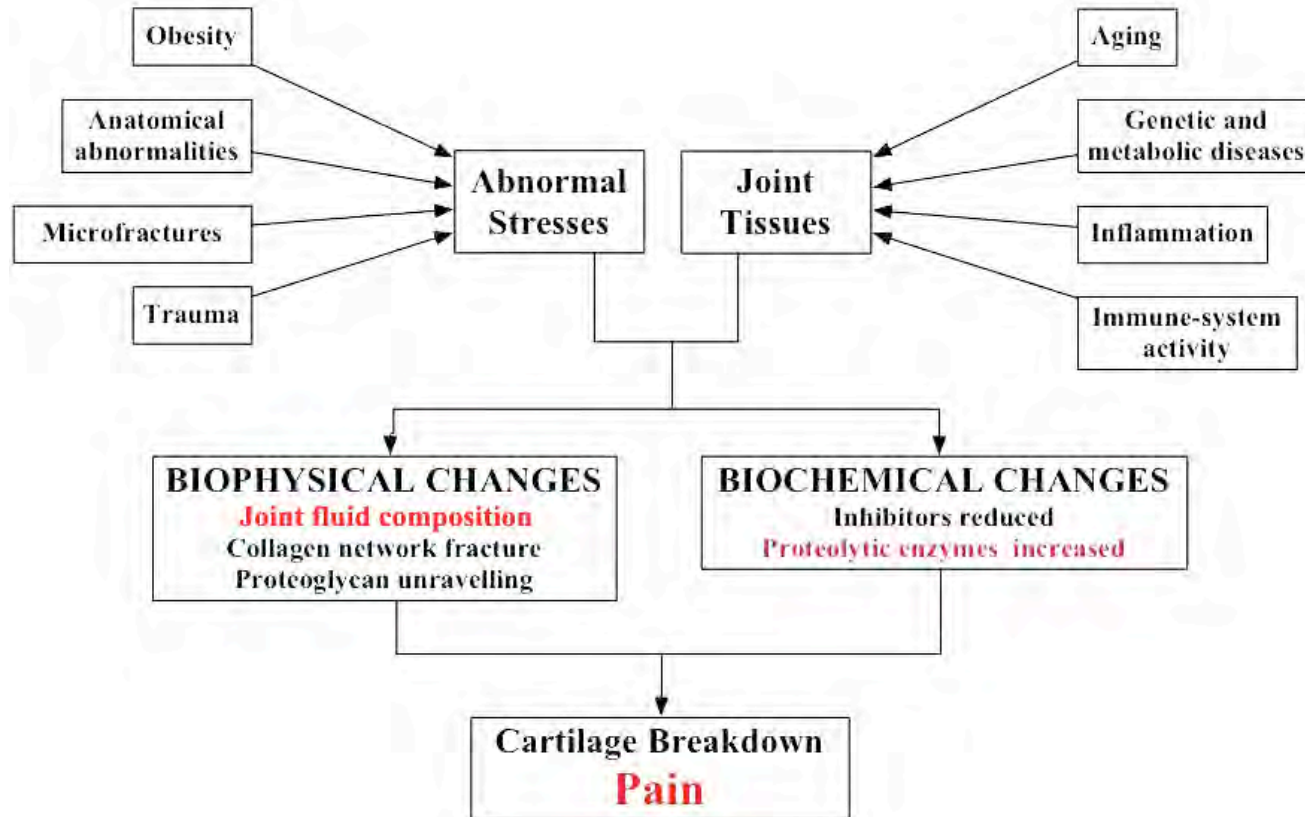 Obesity
Anatomical
abnormalities
Microfractures
Trauma
Abnormal
Stresses
Joint
Tissues
Aging
Genetic and
metabolic diseases
Inflammation
Immune-system
activity
BIOPHYSICAL CHANGES
Joint fluid composition
Collagen network fracture
Proteoglycan unravelling
BIOCHEMICAL CHANGES
Inhibitors reduced
Proteolytic enzymes increased
Cartilage Breakdown
Pain